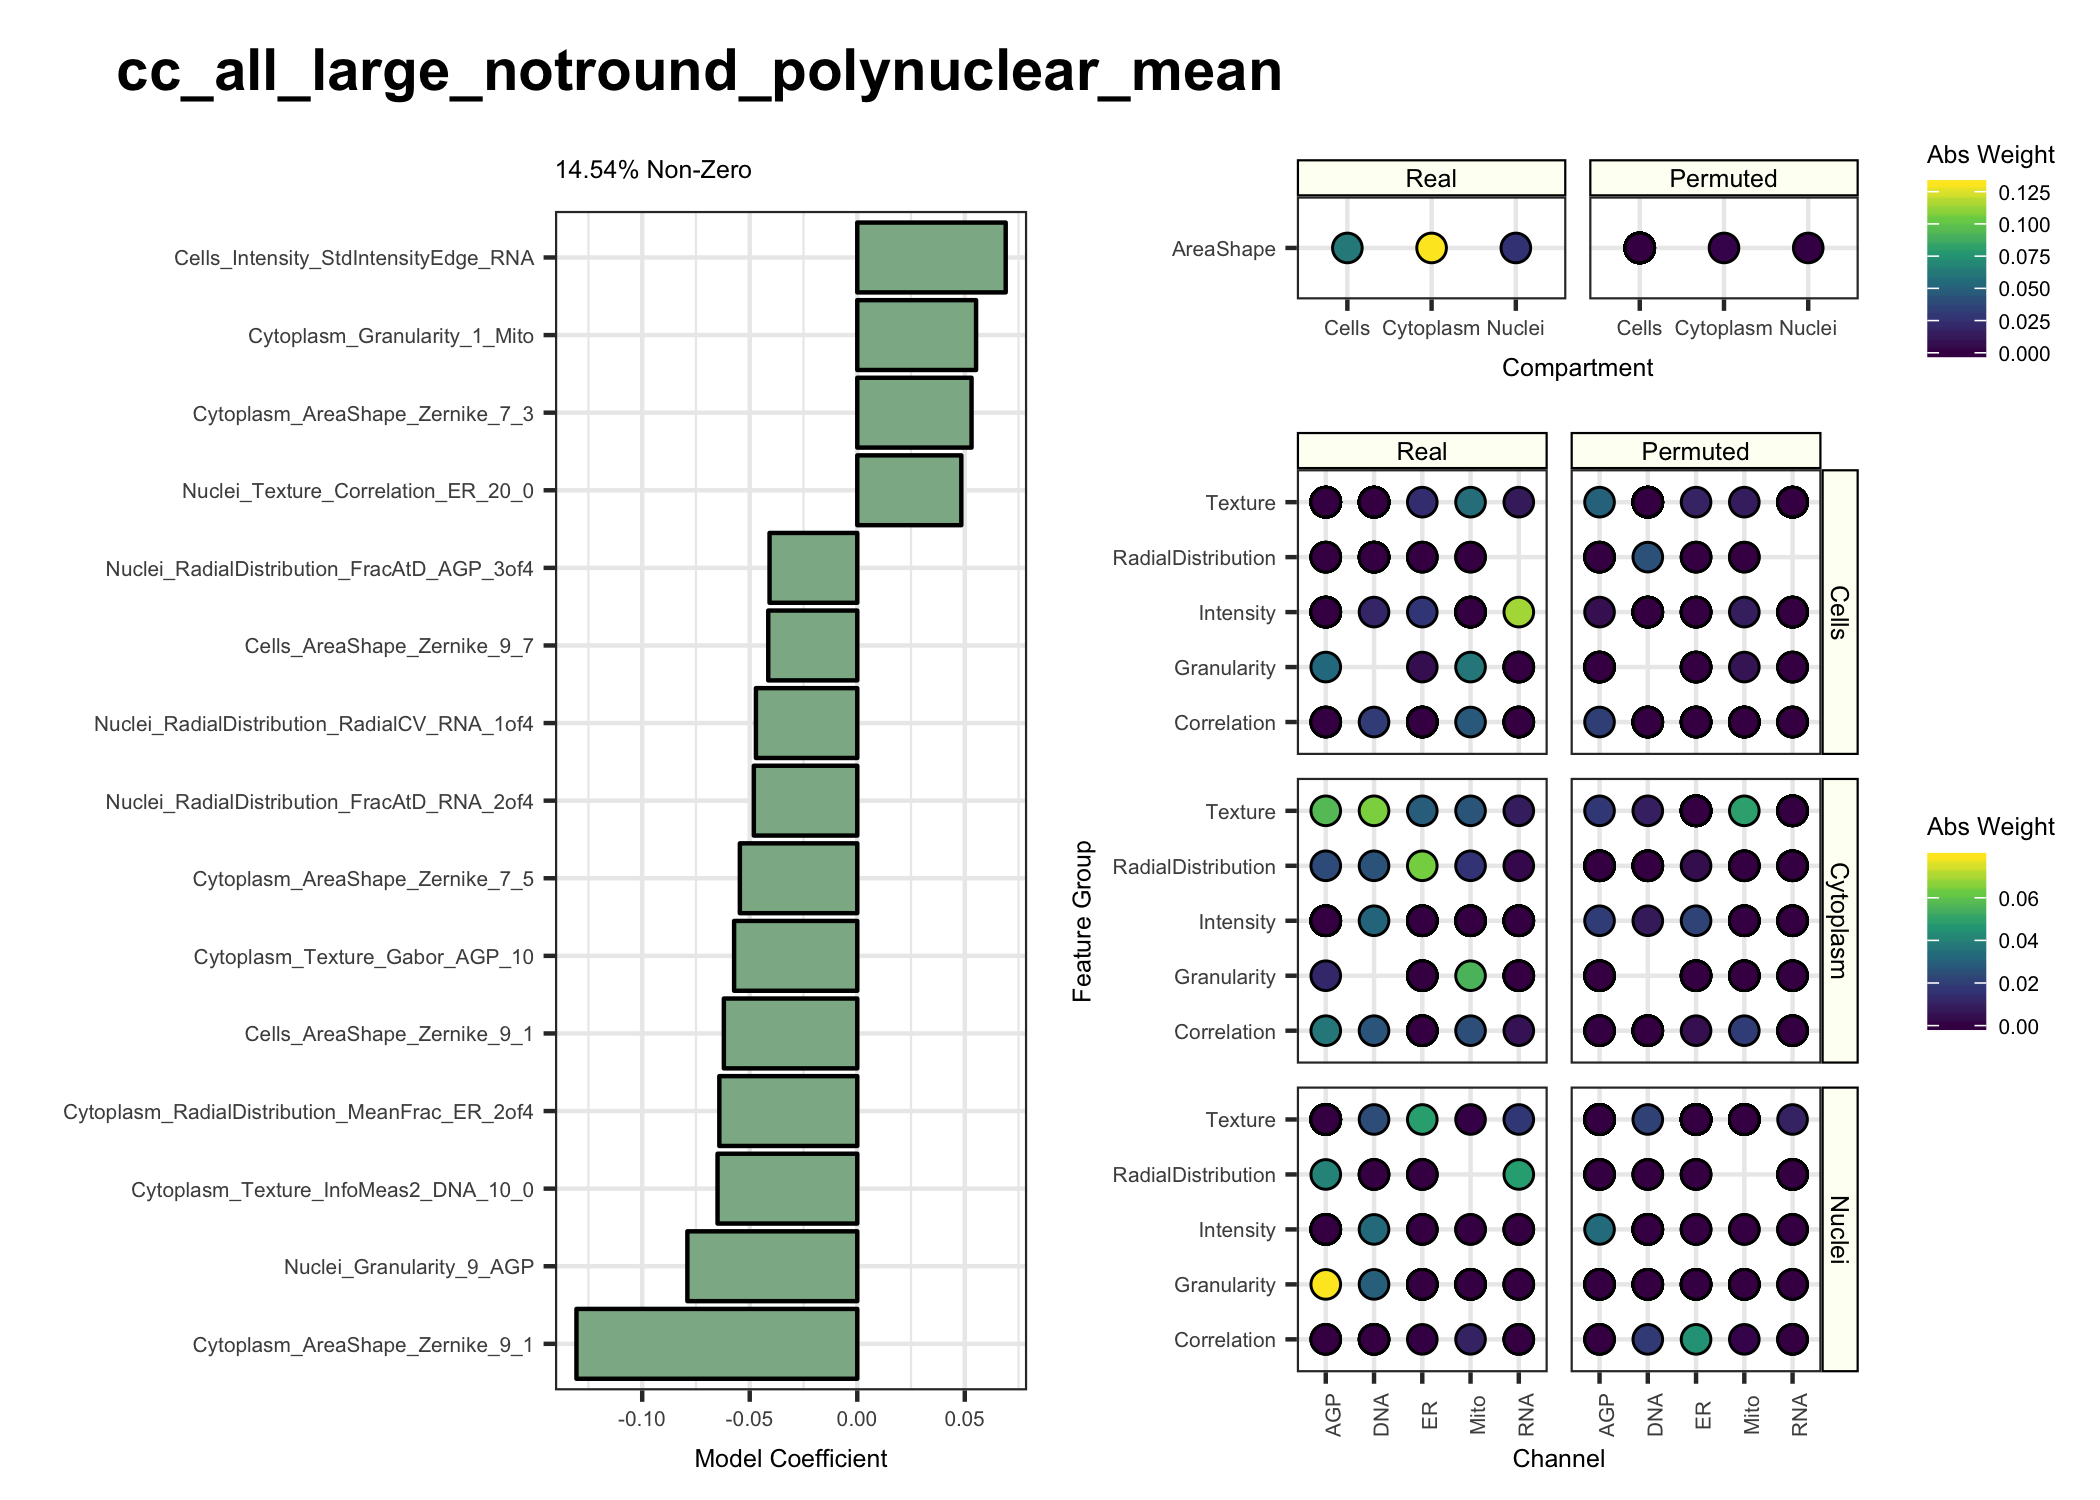 cc_all_large_notround_polynuclear_mean
14.54% Non-Zero
Cells_Intensity_StdIntensityEdge_RNA
Cytoplasm_Granularity_1_Mito
Cytoplasm_AreaShape_Zernike_7_3
Nuclei_Texture_Correlation_ER_20_0
Nuclei_RadialDistribution_FracAtD_AGP_3of4
Cells_AreaShape_Zernike_9_7
Nuclei_RadialDistribution_RadialCV_RNA_1of4
Nuclei_RadialDistribution_FracAtD_RNA_2of4
Cytoplasm_AreaShape_Zernike_7_5
Cytoplasm_Texture_Gabor_AGP_10
Cells_AreaShape_Zernike_9_1
Cytoplasm_RadialDistribution_MeanFrac_ER_2of4
Cytoplasm_Texture_InfoMeas2_DNA_10_0
Nuclei_Granularity_9_AGP
Cytoplasm_AreaShape_Zernike_9_1
-0.10 -0.05 0.00 0.05
Model Coefficient
Real Permuted
AreaShape
Cells Cytoplasm Nuclei Cells Cytoplasm Nuclei
Compartment
Abs Weight
0.125
0.100
0.075
0.050
0.025
0.000
Feature Group
Real Permuted
Texture
RadialDistribution
Intensity
Granularity
Correlation
Cells
Texture
RadialDistribution
Intensity
Granularity
Correlation
Cytoplasm
Texture
RadialDistribution
Intensity
Granularity
Correlation
Nuclei
AGP DNA ER Mito RNA AGP DNA ER Mito RNA
Channel
Abs Weight
0.06
0.04
0.02
0.00